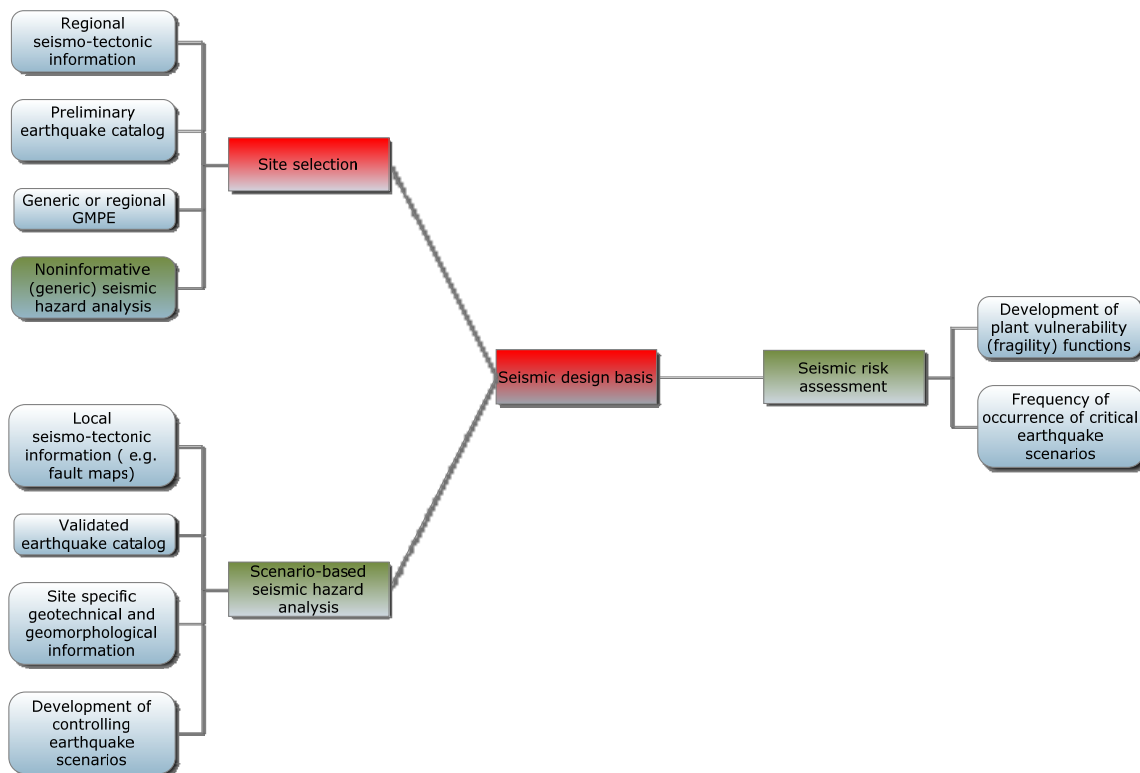 Regional
seismo-tectonic
information
Preliminary
earthquake catalog
Generic or regional
GMPE
Noninformative
(generic) seismic
hazard analysis
Site selection
Local
seismo-tectonic
information ( e.g.
fault maps)
Validated
earthquake catalog
Site specific
geotechnical and
geomorphological
information
Development of
controlling
earthquake
scenarios
Scenario-based
seismic hazard
analysis
Seismic design basis
Seismic risk
assessment
Development of
plant vulnerability
(fragility) functions
Frequency of
occurrence of critical
earthquake
scenarios